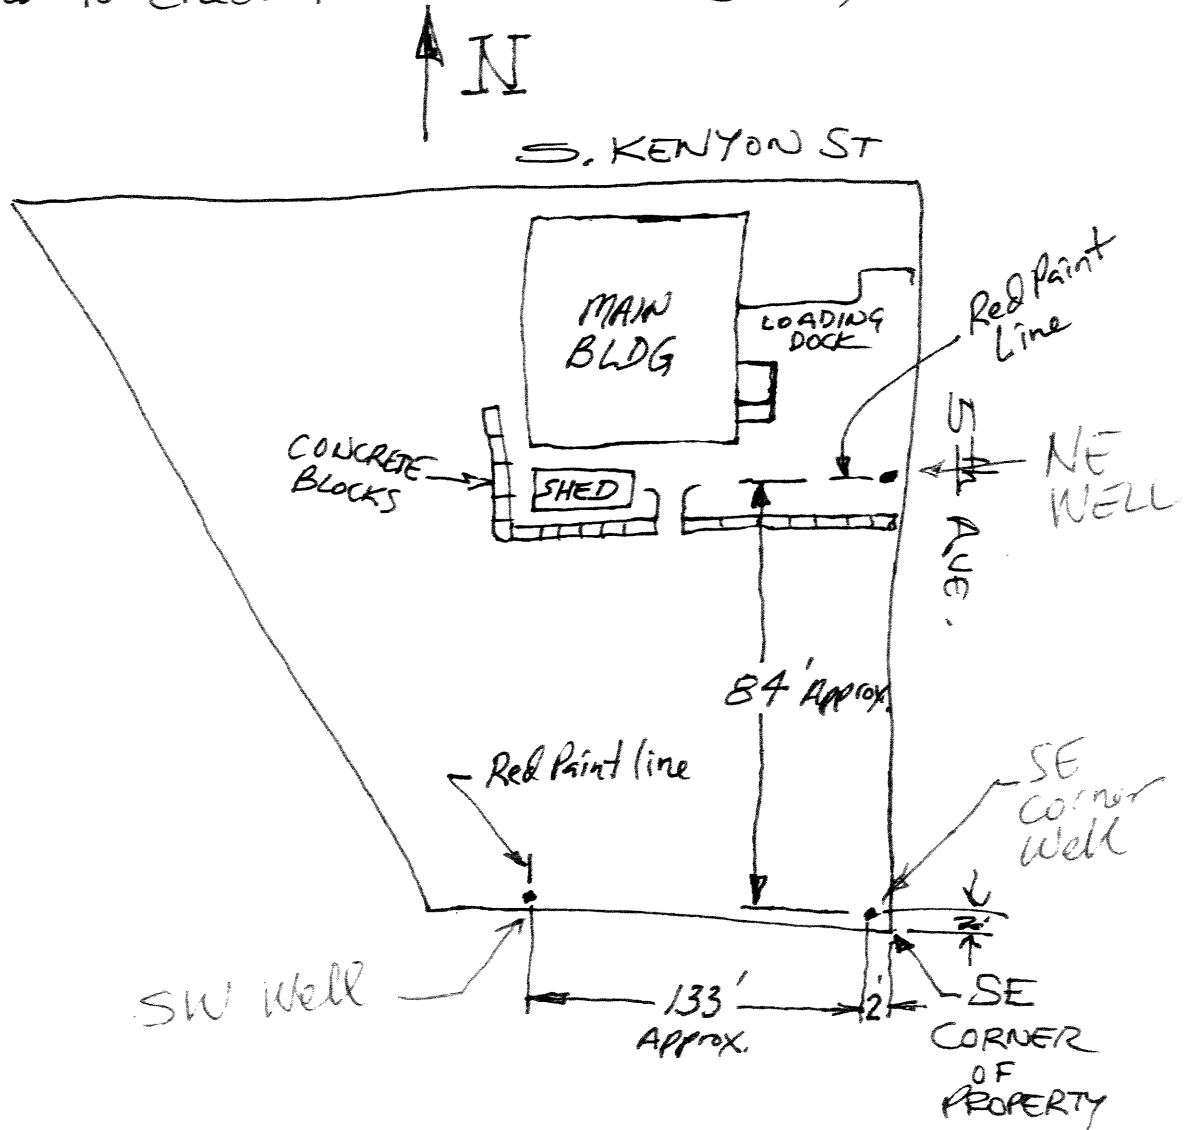 N
S. KENYON ST
MAIN
BLDG
LOADING
DOCK
Red Paint
Line
CONCRETE
BLOCKS
SHED
NE
WELL
5th AVE.
84' Approx.
Red Paint line
SE
Corner
Well
2'
SW Well
133'
Approx.
2'
SE
CORNER
OF
PROPERTY